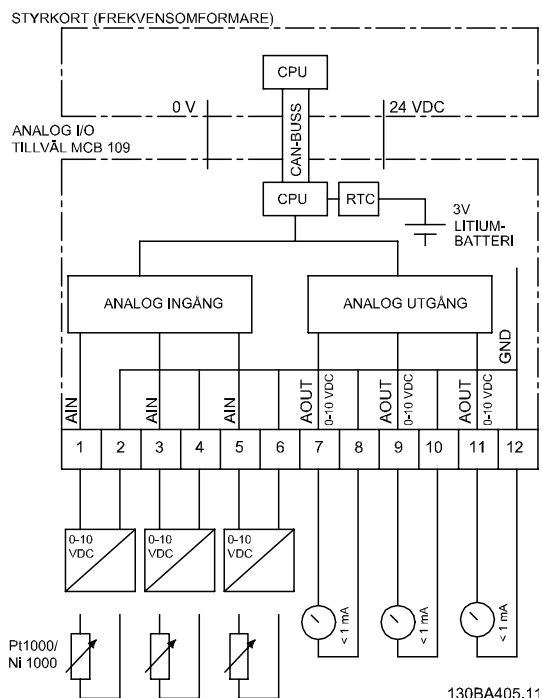 STYRKORT (FREKVENSOMFORMARE)
CPU
0 V
24 VDC
CAN-BUSS
ANALOG I/O
TILLVÄL MCB 109
CPU
RTC
3V
LITIUM-
BATTERI
ANALOG INGÅNG
ANALOG UTGÅNG
GND
AIN
AIN
AIN
AOUT
0-10 VDC
AOUT
0-10 VDC
AOUT
0-10 VDC
1 2 3 4 5 6 7 8 9 10 11 12
0-10
VDC
0-10
VDC
0-10
VDC
< 1 mA
< 1 mA
< 1 mA
Pt1000/
Ni 1000
130BA405.11